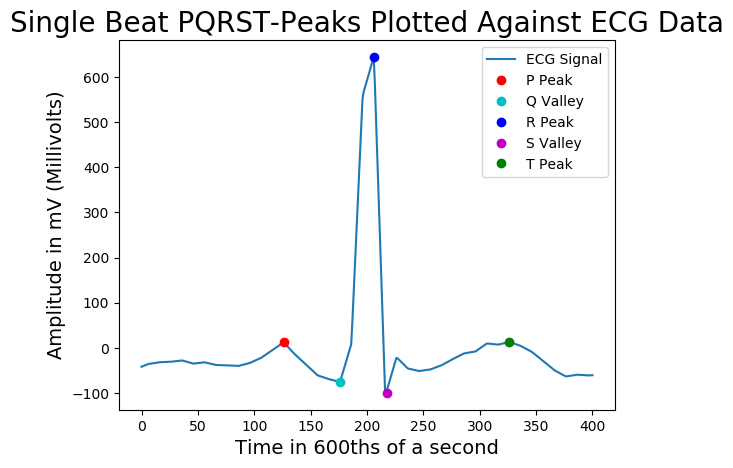 Single Beat PQRST-Peaks Plotted Against ECG Data
Amplitude in mV (Millivolts)
600
500
400
300
200
100
0
−100
ECG Signal
P Peak
Q Valley
R Peak
S Valley
T Peak
0 50 100 150 200 250 300 350 400
Time in 600ths of a second